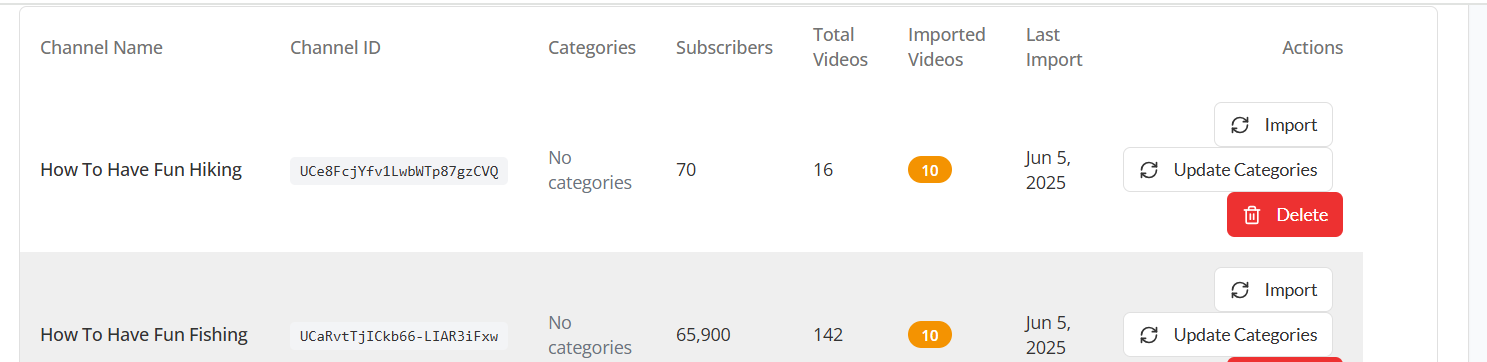 Channel Name
Channel ID
Categories
Subscribers
Total
Videos
Imported
Videos
Last
Import
Actions
How To Have Fun Hiking
UCe8FcjYfv1LwbWTp87gzCVQ
No
categories
70
16
10
Jun 5,
2025
Import
Update Categories
Delete
How To Have Fun Fishing
UCaRvtTjICkb66-LIAR3iFxw
No
categories
65,900
142
10
Jun 5,
2025
Import
Update Categories